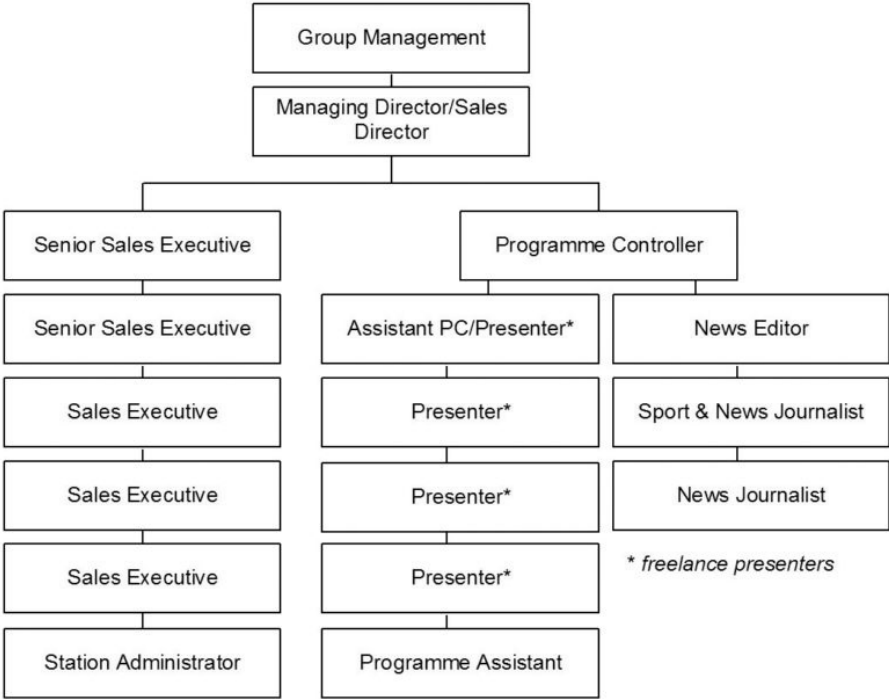 Group Management
Managing Director/Sales
Director
Senior Sales Executive
Programme Controller
Senior Sales Executive
Assistant PC/Presenter*
News Editor
Sales Executive
Presenter*
Sport & News Journalist
Sales Executive
Presenter*
News Journalist
Sales Executive
Presenter*
* freelance presenters
Station Administrator
Programme Assistant